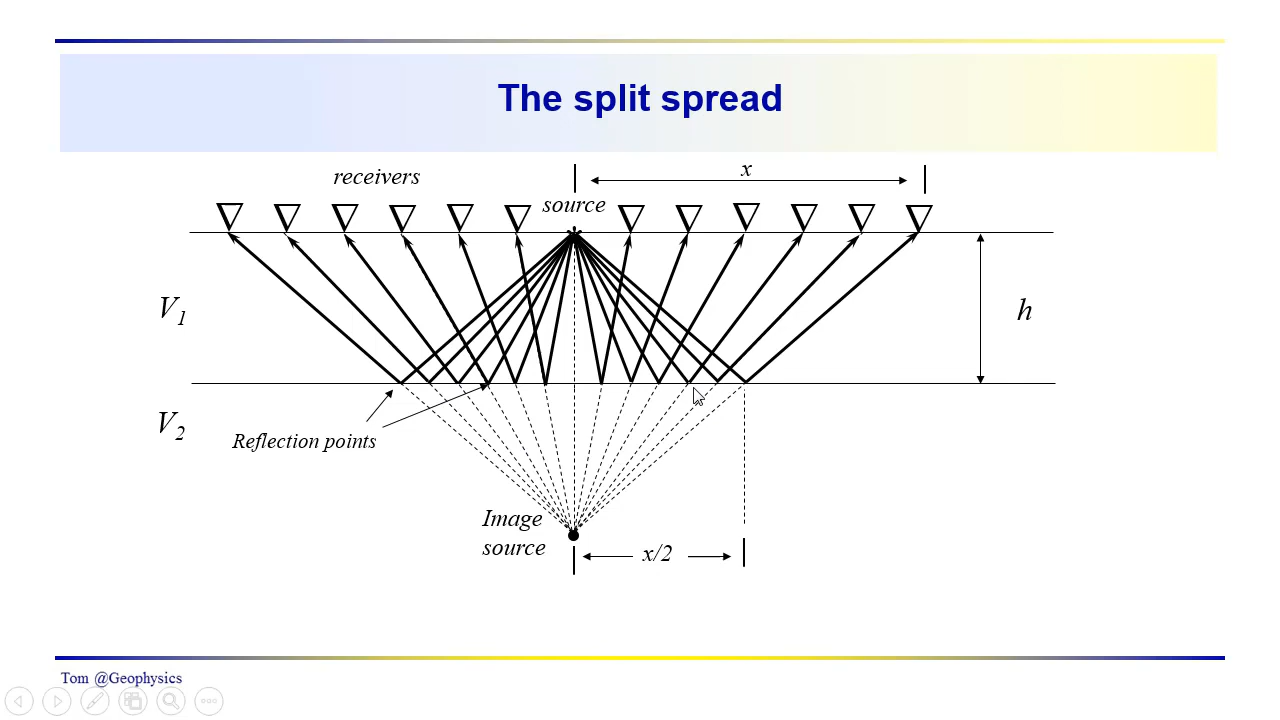 The split spread
x
receivers
source
V1
h
V2
Reflection points
Image
source
x/2
Tom @Geophysics